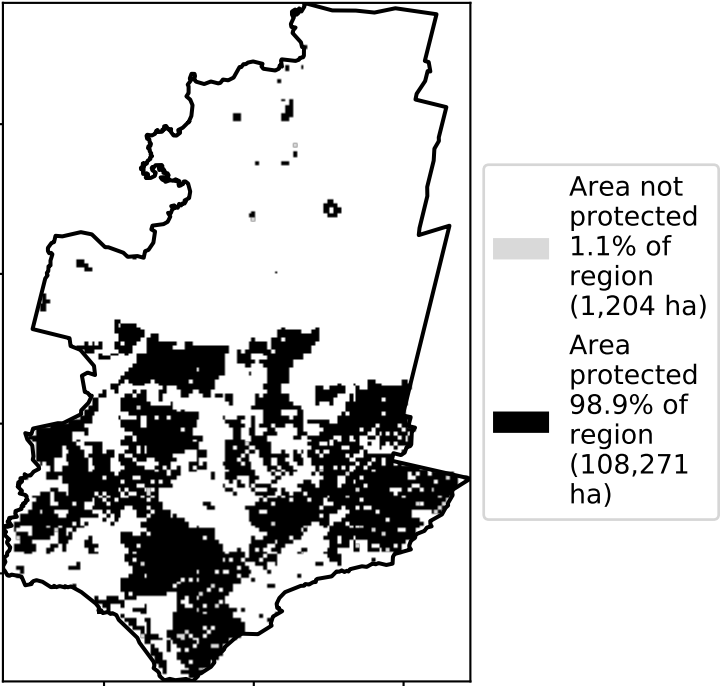 Area not
protected
1.1% of
region
(1,204 ha)
Area
protected
98.9% of
region
(108,271
ha)